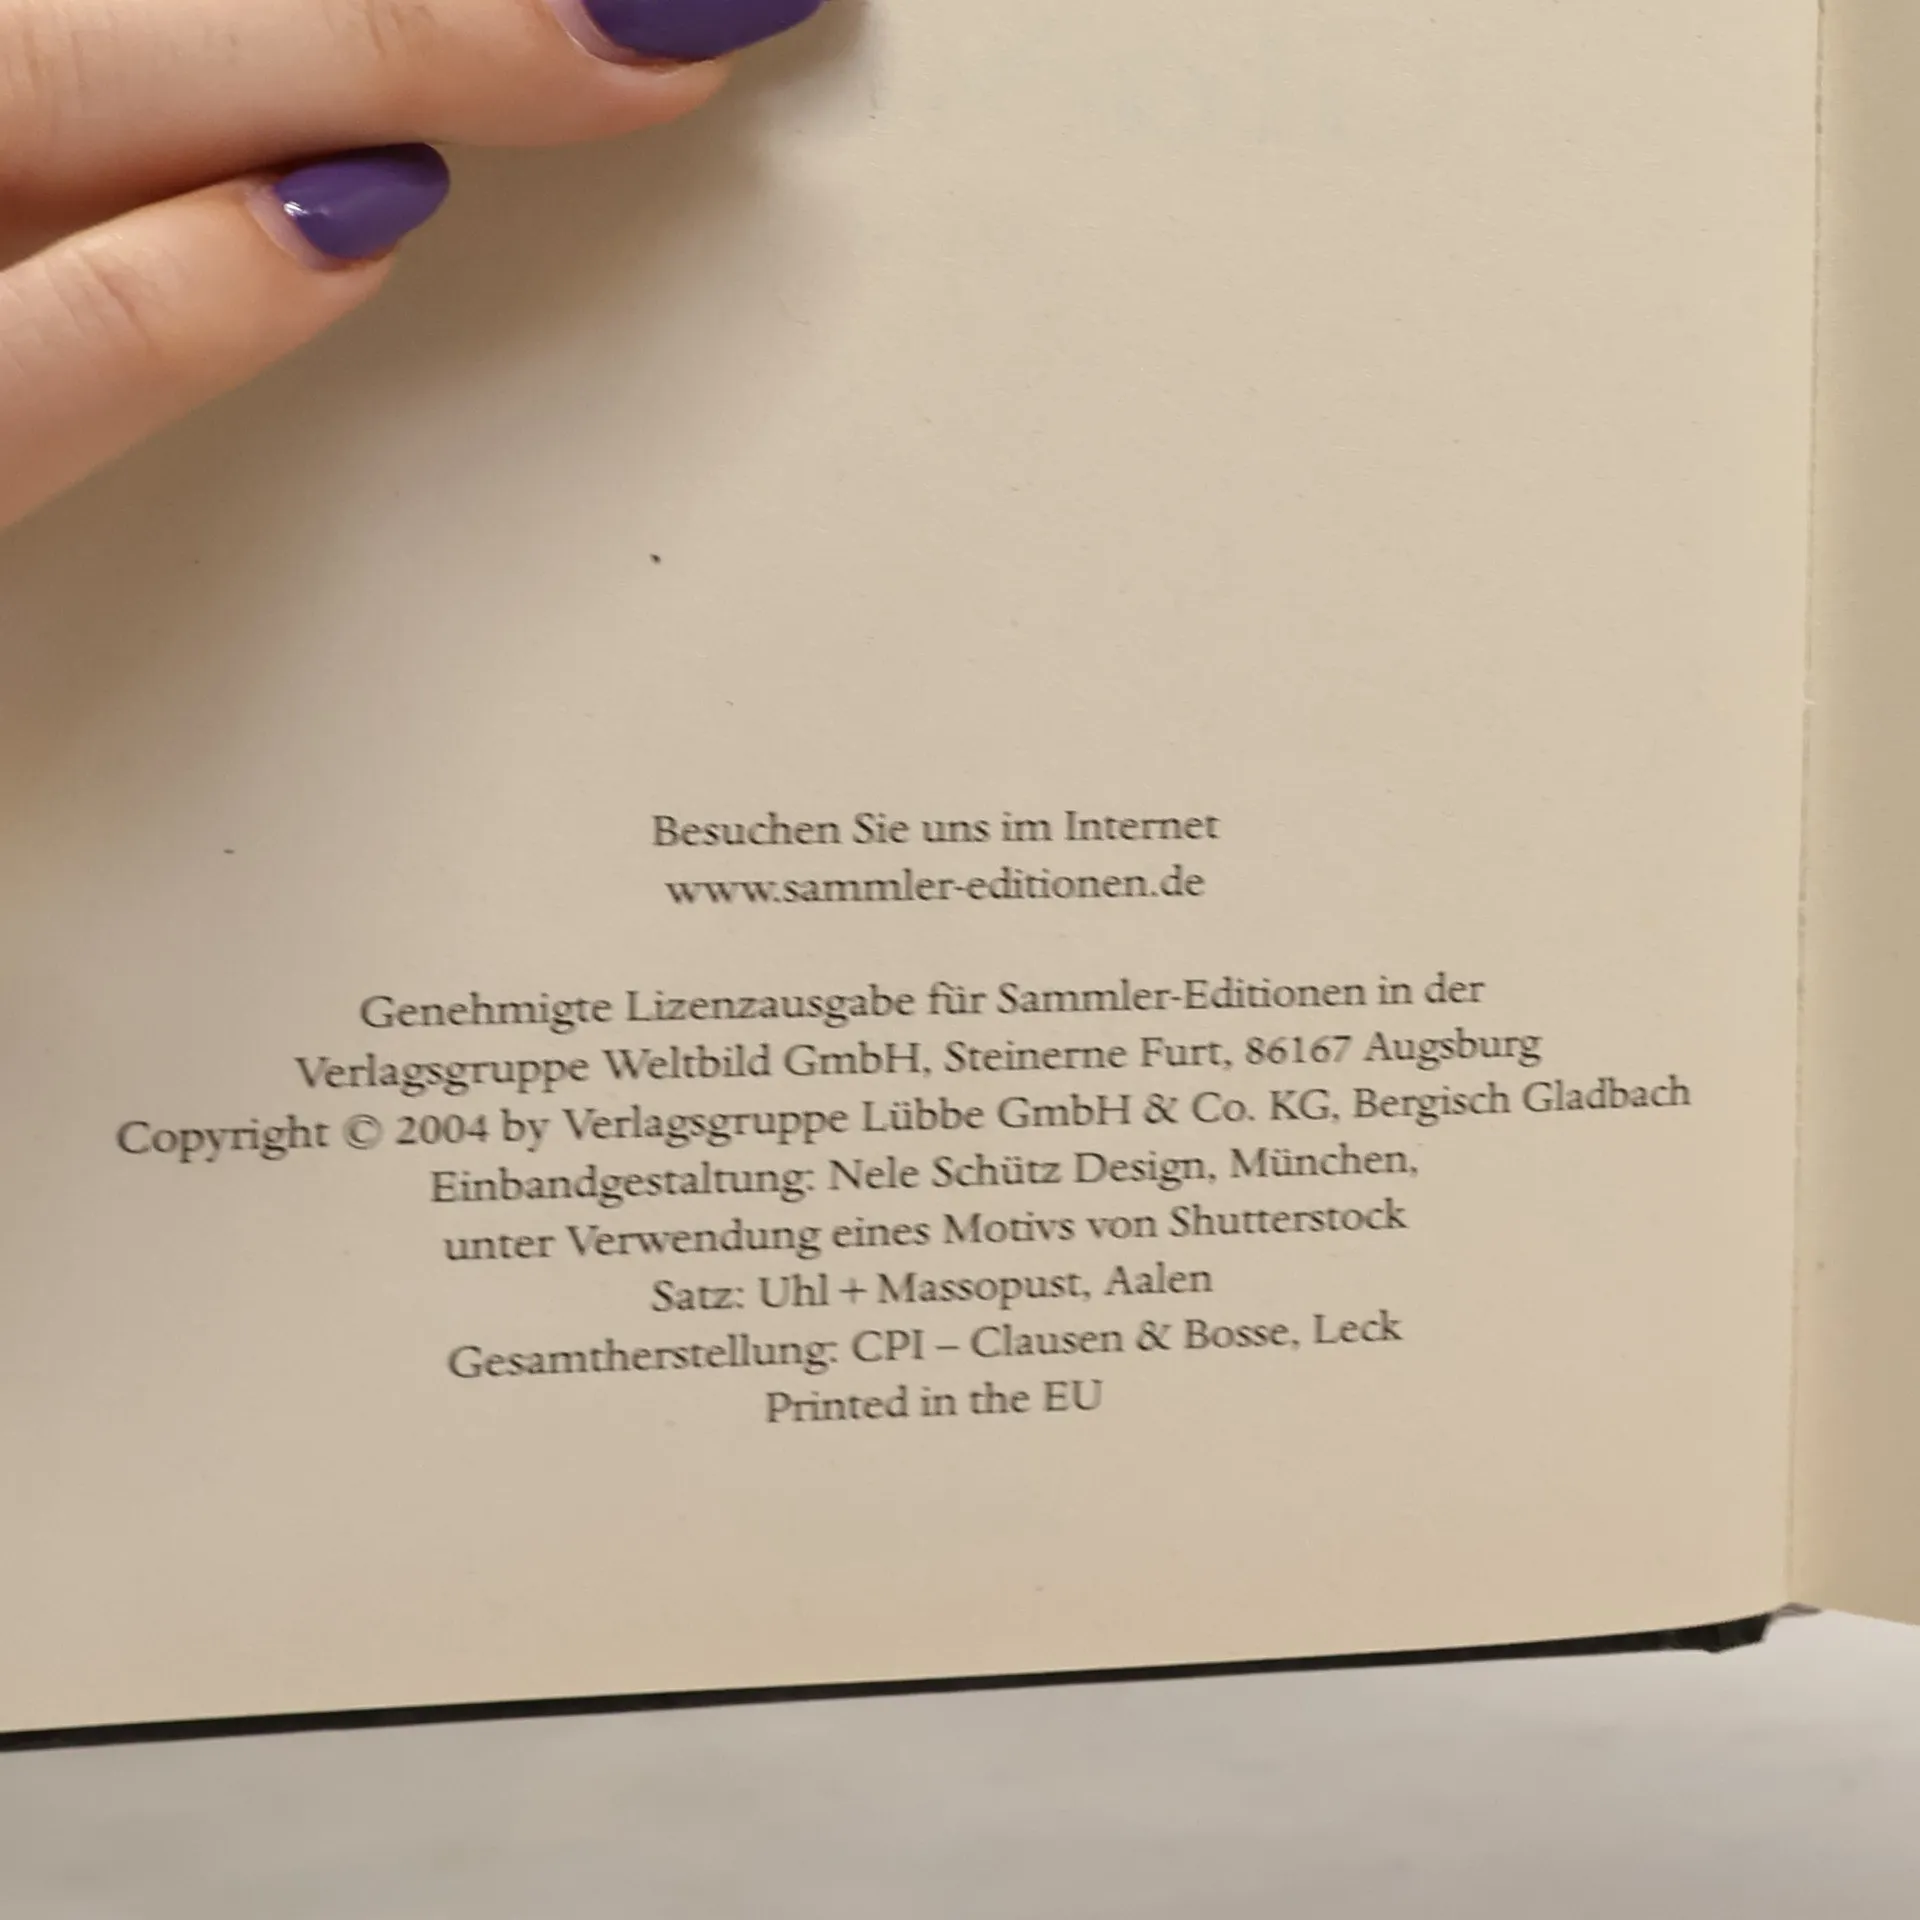 Besuchen Sie uns im Internet
www.sammler-editionen.de
Genehmigte Lizenzausgabe für Sammler-Editionen in der
Verlagsgruppe Weltbild GmbH, Steinerne Furt, 86167 Augsburg
Copyright © 2004 by Verlagsgruppe Lübbe GmbH & Co. KG, Bergisch Gladbach
Einbandgestaltung: Nele Schütz Design, München,
unter Verwendung eines Motivs von Shutterstock
Satz: Uhl + Massopust, Aalen
Gesamtherstellung: CPI – Clausen & Bosse, Leck
Printed in the EU